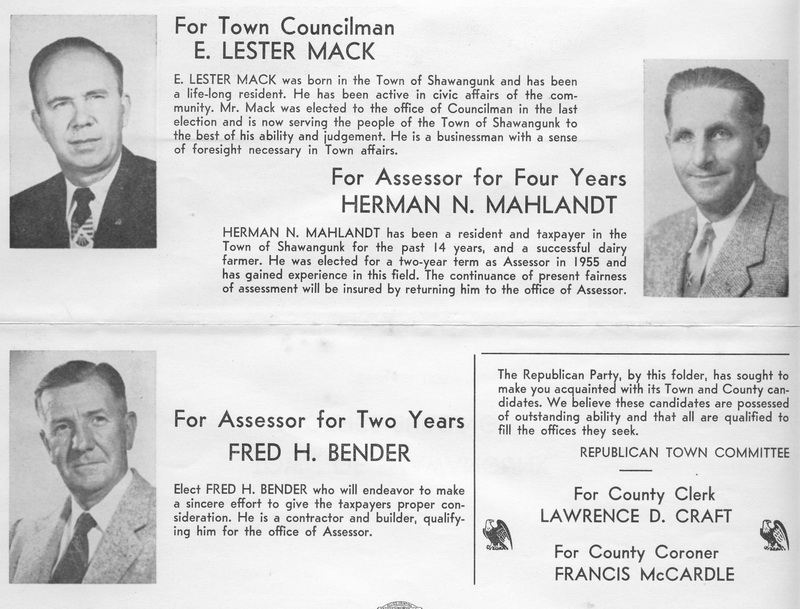 For Town Councilman
E. LESTER MACK
E. LESTER MACK was born in the Town of Shawangunk and has been
a life-long resident. He has been active in civic affairs of the com-
munity. Mr. Mack was elected to the office of Councilman in the last
election and is now serving the people of the Town of Shawangunk to
the best of his ability and judgement. He is a businessman with a sense
of foresight necessary in Town affairs.
For Assessor for Four Years
HERMAN N. MAHLANDT
HERMAN N. MAHLANDT has been a resident and taxpayer in the
Town of Shawangunk for the past 14 years, and a successful dairy
farmer. He was elected for a two-year term as Assessor in 1955 and
has gained experience in this field. The continuance of present fairness
of assessment will be insured by returning him to the office of Assessor.
For Assessor for Two Years
FRED H. BENDER
Elect FRED H. BENDER who will endeavor to make
a sincere effort to give the taxpayers proper con-
sideration. He is a contractor and builder, qualify-
ing him for the office of Assessor.
The Republican Party, by this folder, has sought to
make you acquainted with its Town and County can-
didates. We believe these candidates are possessed
of outstanding ability and that all are qualified to
fill the offices they seek.
REPUBLICAN TOWN COMMITTEE
For County Clerk
LAWRENCE D. CRAFT
For County Coroner
FRANCIS McCARDLE